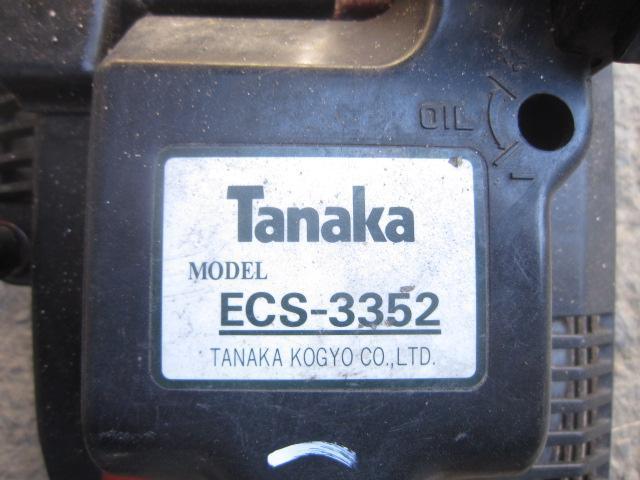 OIL
Tanaka
MODEL
ECS-3352
TANAKA KOGYO CO.,LTD.